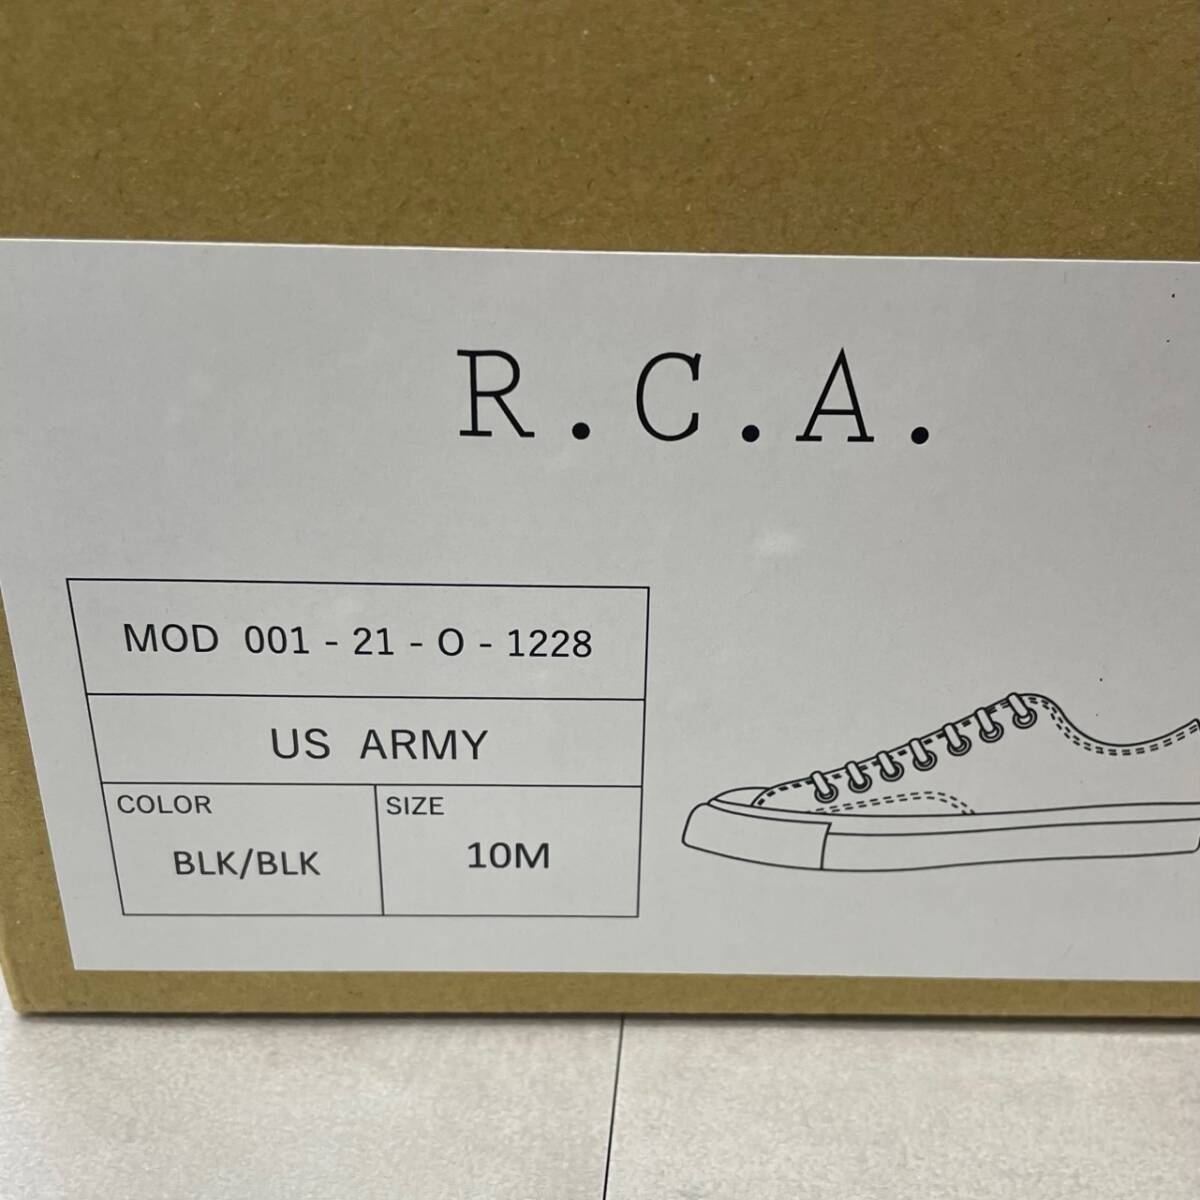 R.C.A.
MOD 001 - 21 - O - 1228
US ARMY
COLOR
BLK/BLK
SIZE
10M